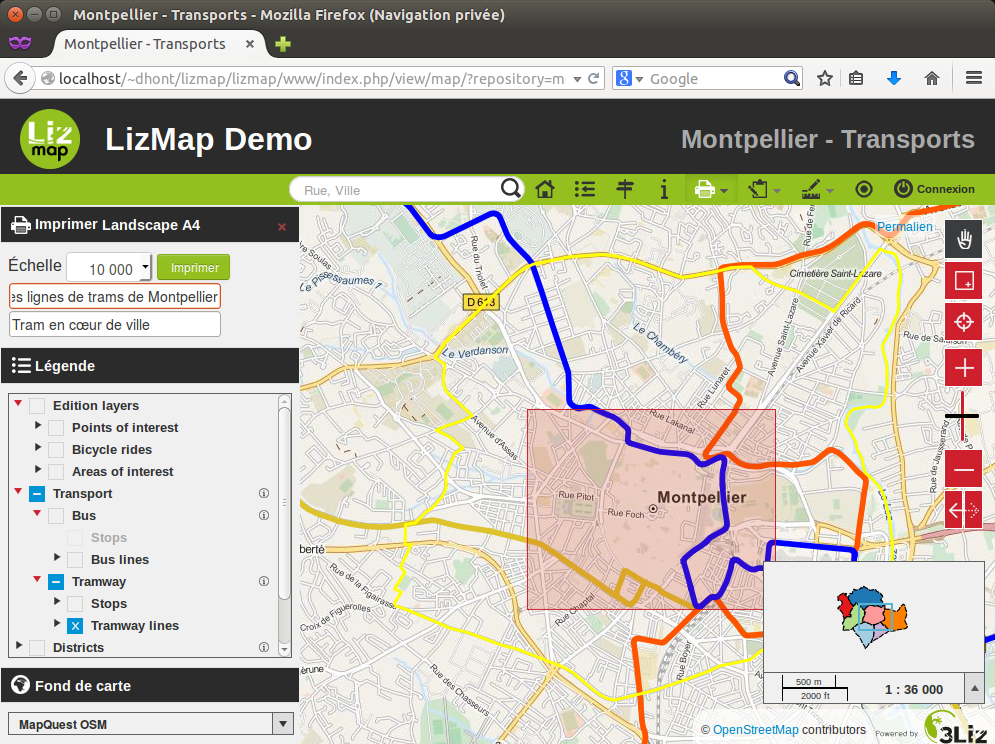 Montpellier - Transports - Mozilla Firefox (Navigation privée)
Montpellier - Transports
localhost/~dhont/lizmap/lizmap/www/index.php/view/map/?repository=m
Google
Liz map
LizMap Demo
Montpellier - Transports
Rue, Ville
Connexion
Imprimer Landscape A4
Échelle
10 000
Imprimer
es lignes de trams de Montpellier
Tram en cœur de ville
Légende
Edition layers
Points of interest
Bicycle rides
Areas of interest
Transport
Bus
Stops
Bus lines
Tramway
Stops
Tramway lines
Districts
Fond de carte
MapQuest OSM
Permalien
Rue du Triolet
Cimetière Saint-Lazare
Le Verdanson
Le Chambéry
Avenue Saint-Lazare
Avenue Xavier de Ricard
Rue Lunaret
Rue Lakanal
Avenue d'Assas
Rue de Jausserand
Rue Pitot
Rue Foch
Montpellier
berté
Rue de la Figairasse
Croix de Figuerolles
Rue Chaptal
Rue Boyer
Rue des Chasseurs
érune
500 m
2000 ft
1 : 36 000
© OpenStreetMap contributors
Powered by
3Liz